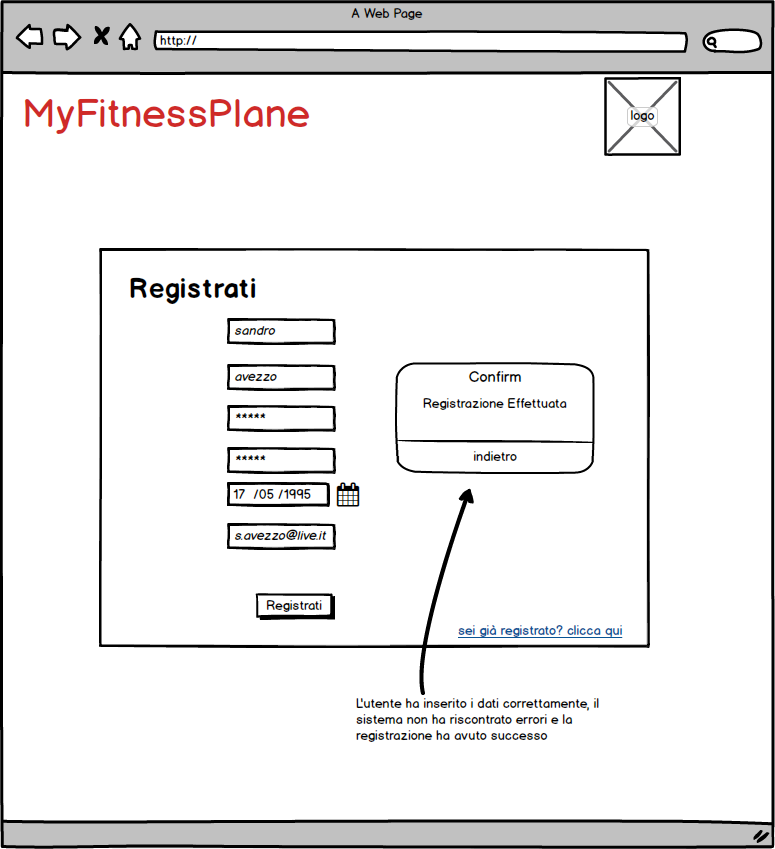 A Web Page
http://
MyFitnessPlane
logo
Registrati
sandro
avezzo
*****
*****
17 /05 /1995
s.avezzo@live.it
Registrati
Confirm
Registrazione Effettuata
indietro
sei già registrato? clicca qui
L'utente ha inserito i dati correttamente, il
sistema non ha riscontrato errori e la
registrazione ha avuto successo